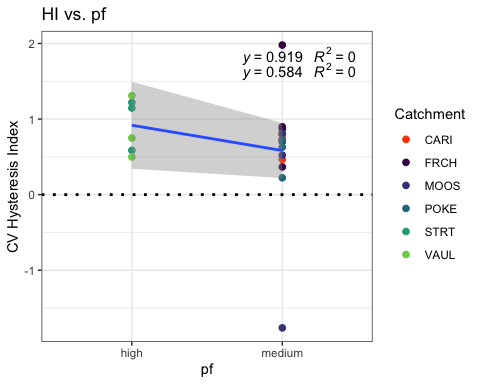 HI vs. pf
2
1
0
-1
y = 0.919 R² = 0
y = 0.584 R² = 0
CV Hysteresis Index
high
medium
pf
Catchment
CARI
FRCH
MOOS
POKE
STRT
VAUL